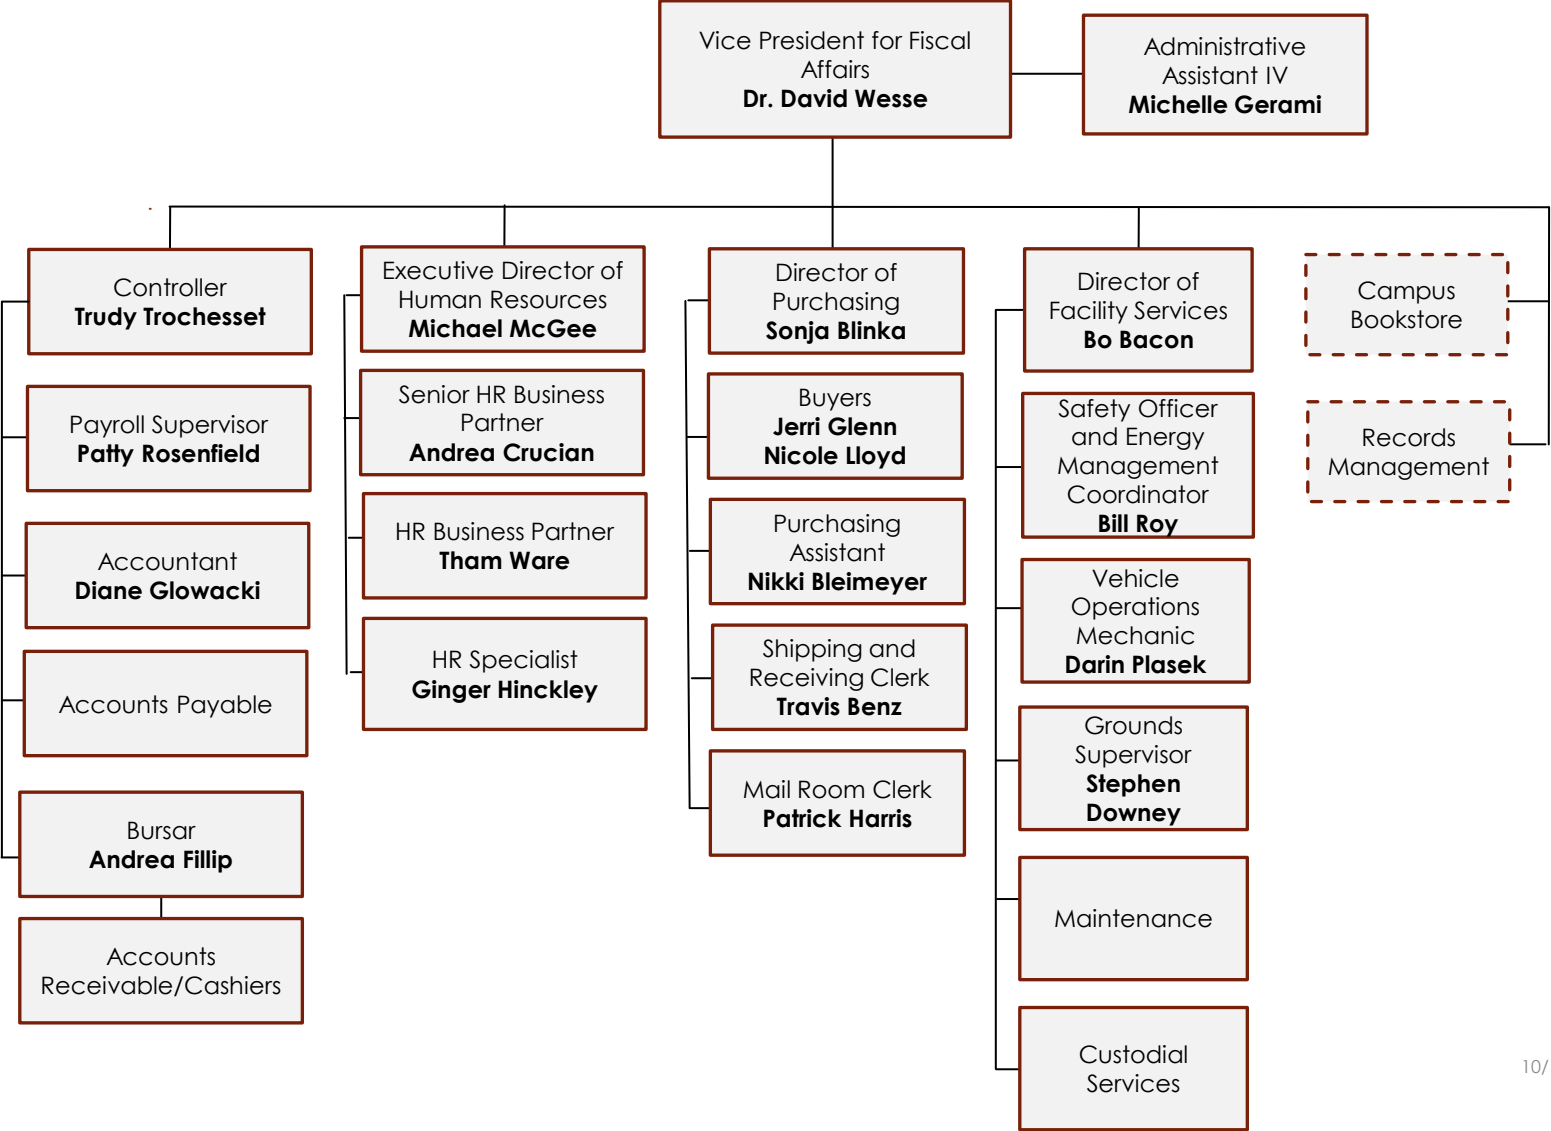 Vice President for Fiscal
Affairs
Dr. David Wesse
Administrative
Assistant IV
Michelle Gerami
Controller
Trudy Trochesset
Payroll Supervisor
Patty Rosenfield
Accountant
Diane Glowacki
Accounts Payable
Bursar
Andrea Fillip
Accounts
Receivable/Cashiers
Executive Director of
Human Resources
Michael McGee
Senior HR Business
Partner
Andrea Crucian
HR Business Partner
Tham Ware
HR Specialist
Ginger Hinckley
Director of
Purchasing
Sonja Blinka
Buyers
Jerri Glenn
Nicole Lloyd
Purchasing
Assistant
Nikki Bleimeyer
Shipping and
Receiving Clerk
Travis Benz
Mail Room Clerk
Patrick Harris
Director of
Facility Services
Bo Bacon
Safety Officer
and Energy
Management
Coordinator
Bill Roy
Vehicle
Operations
Mechanic
Darin Plasek
Grounds
Supervisor
Stephen
Downey
Maintenance
Custodial
Services
Campus
Bookstore
Records
Management
10/